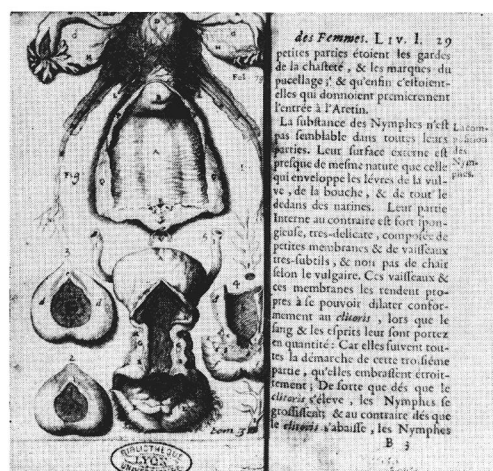 des Femmes. Liv. I. 29
petites parties étoient les gardes
de la chasteté, & les marques du
pucellage; & qu'enfin c'estoient-
elles qui donnoient premierement
l'entrée à l'Aretin.
La substance des Nymphes n'est
pas semblable dans toutes leurs
parties. Leur surface externe est
presque de mesme nature que celle
qui enveloppe les lévres de la vul-
ve, de la bouche, & de tout le
dedans des narines. Leur partie
Interne au contraire est fort spon-
gieuse, tres-delicate, composée de
petites membranes & de vaisseaux
tres-subtils, & non pas de chair
selon le vulgaire. Ces vaisseaux &
ces membranes les rendent pro-
pres à se pouvoir dilater confor-
mement au clitoris, lors que le
sang & les esprits leur sont portez
en quantité: Car elles suivent tou-
tes la démarche de cette troisiéme
partie, qu'elles embrassent étroit-
tement; De sorte que dés que le
clitoris s'éleve, les Nymphes se
grossissent; & au contraire dés que
le clitoris s'abaisse, les Nymphes
B 3
des
Nym-
phes.
Fig
3
2
4
BIBLIOTHEQUE
LYON